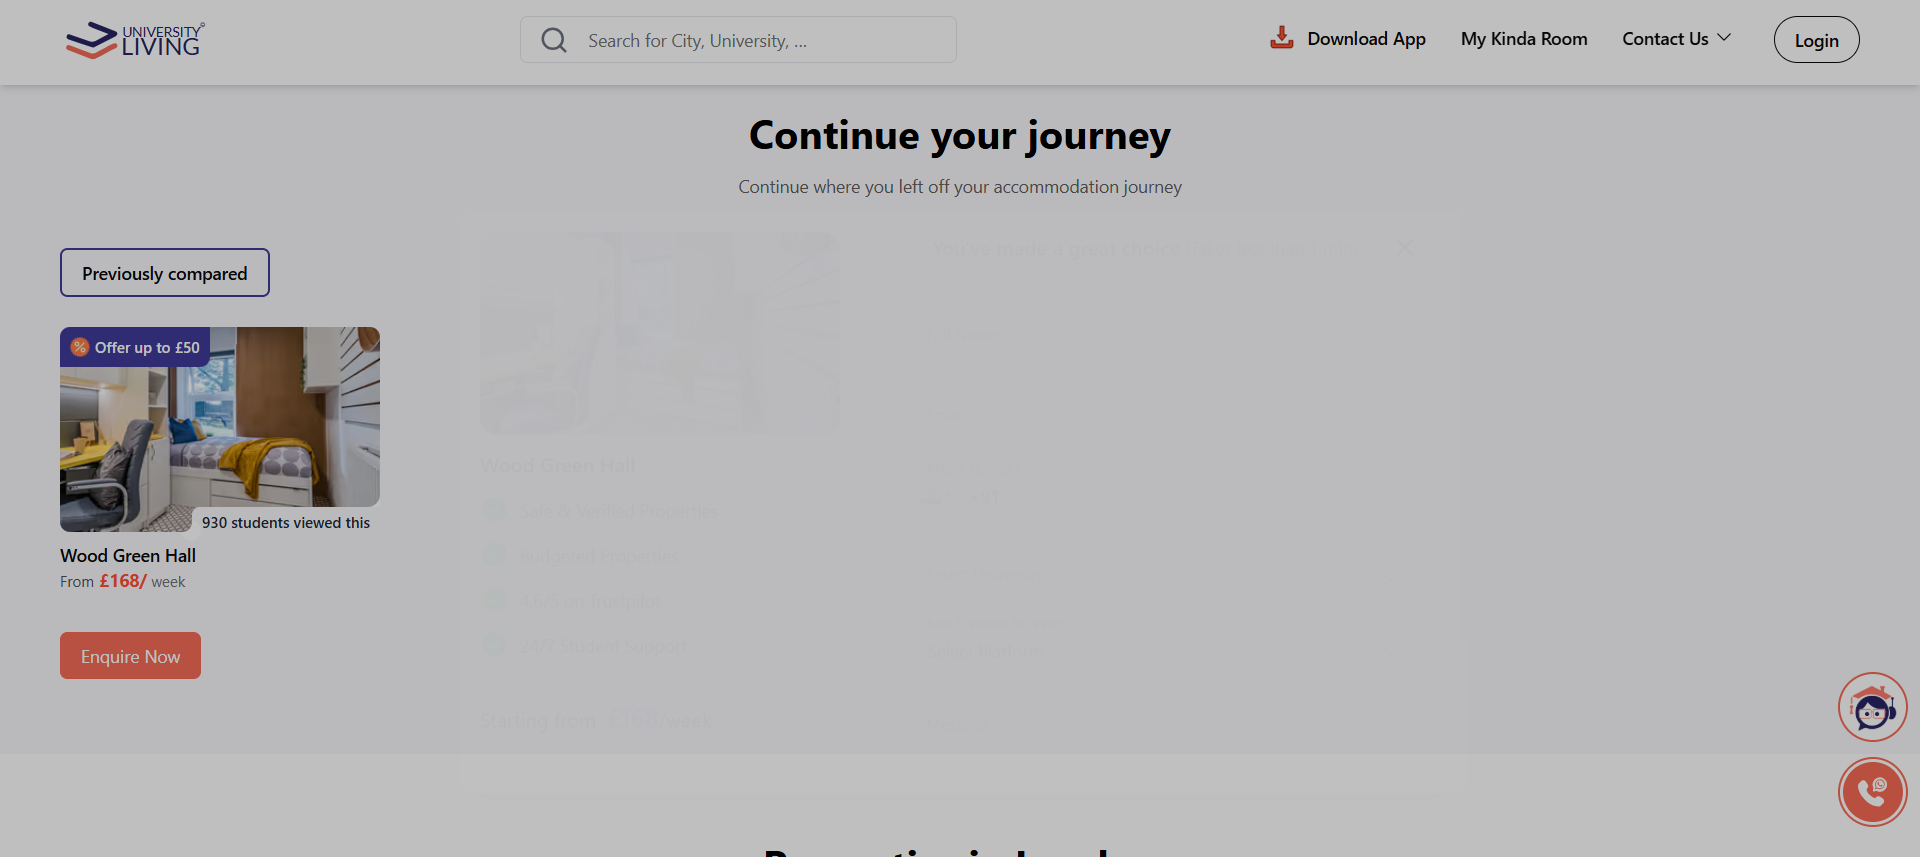 UNIVERSITY
LIVING
Search for City, University, ...
Download App
My Kinda Room
Contact Us
Login
Continue your journey
Continue where you left off your accommodation journey
Previously compared
Offer up to £50
930 students viewed this
Wood Green Hall
From £168/ week
Enquire Now
You've made a great choice
Wood Green Hall
Safe & Verified Properties
Budgeted Properties
4.6/5 on Trustpilot
24/7 Student Support
Starting from £168/week
+91